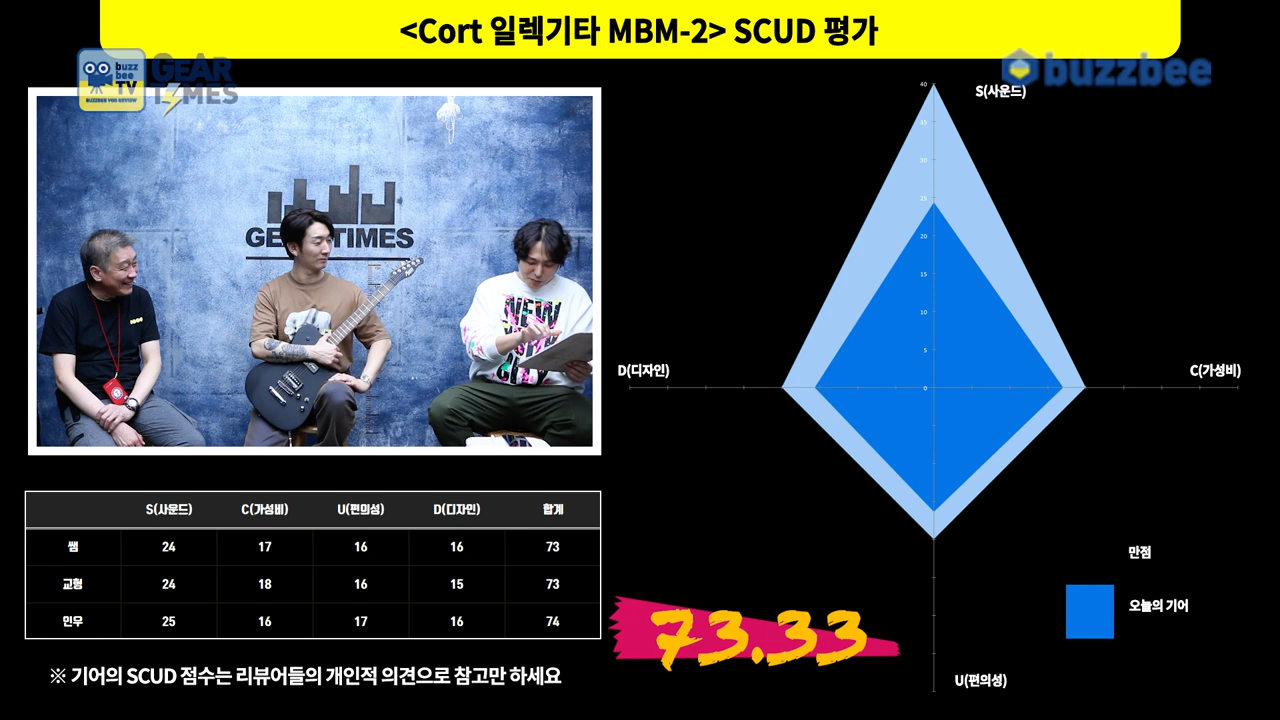 <Cort 일렉기타 MBM-2> SCUD 평가
buzz
bee
TV
BUZZBEE VOD REVIEW
GEAR
TIMES
buzzbee
GEAR TIMES
NEW
S(사운드)
40
35
30
25
20
15
10
5
0
D(디자인)
C(가성비)
U(편의성)
만점
오늘의 기어
S(사운드) C(가성비) U(편의성) D(디자인) 합계
쌤 24 17 16 16 73
교형 24 18 16 15 73
민우 25 16 17 16 74
73.33
※ 기어의 SCUD 점수는 리뷰어들의 개인적 의견으로 참고만 하세요